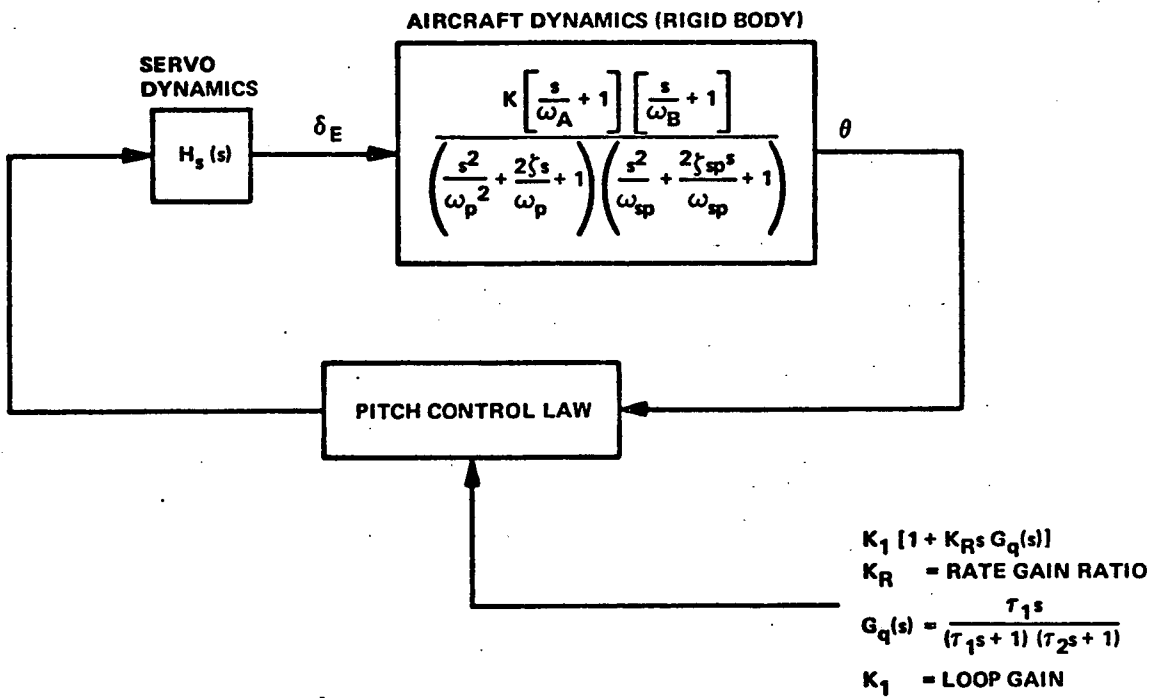 AIRCRAFT DYNAMICS (RIGID BODY)
SERVO
DYNAMICS
H_s (s)
δ_E
K [s/ω_A + 1] [s/ω_B + 1]
(s²/ω_p² + 2ζs/ω_p + 1) (s²/ω_sp + 2ζ_sp s/ω_sp + 1)
θ
PITCH CONTROL LAW
K_1 [1 + K_R s G_q(s)]
K_R = RATE GAIN RATIO
G_q(s) = τ_1 s / (τ_1 s + 1) (τ_2 s + 1)
K_1 = LOOP GAIN